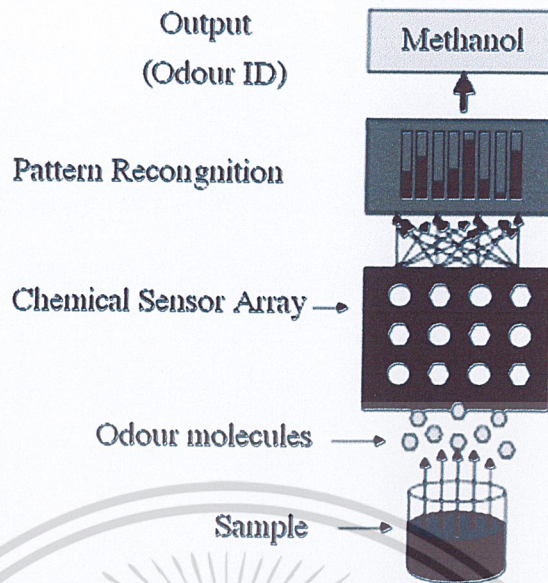 Output
(Odour ID)
Methanol
Pattern Recongnition
Chemical Sensor Array
Odour molecules
Sample